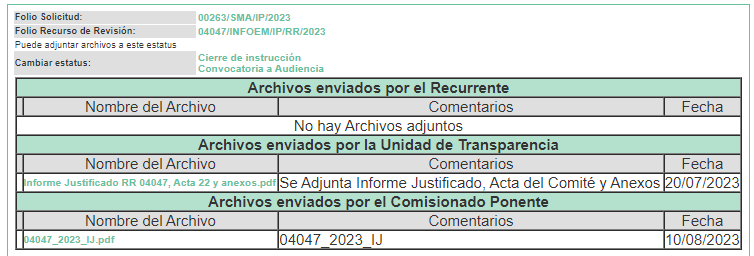 Folio Solicitud: 00263/SMA/IP/2023
Folio Recurso de Revisión: 04047/INFOEM/IP/RR/2023
Puede adjuntar archivos a este estatus
Cambiar estatus: Cierre de instrucción
Convocatoria a Audiencia
Archivos enviados por el Recurrente
Nombre del Archivo Comentarios Fecha
No hay Archivos adjuntos
Archivos enviados por la Unidad de Transparencia
Nombre del Archivo Comentarios Fecha
Informe Justificado RR 04047, Acta 22 y anexos.pdf Se Adjunta Informe Justificado, Acta del Comité y Anexos 20/07/2023
Archivos enviados por el Comisionado Ponente
Nombre del Archivo Comentarios Fecha
04047_2023_IJ.pdf 04047_2023_IJ 10/08/2023